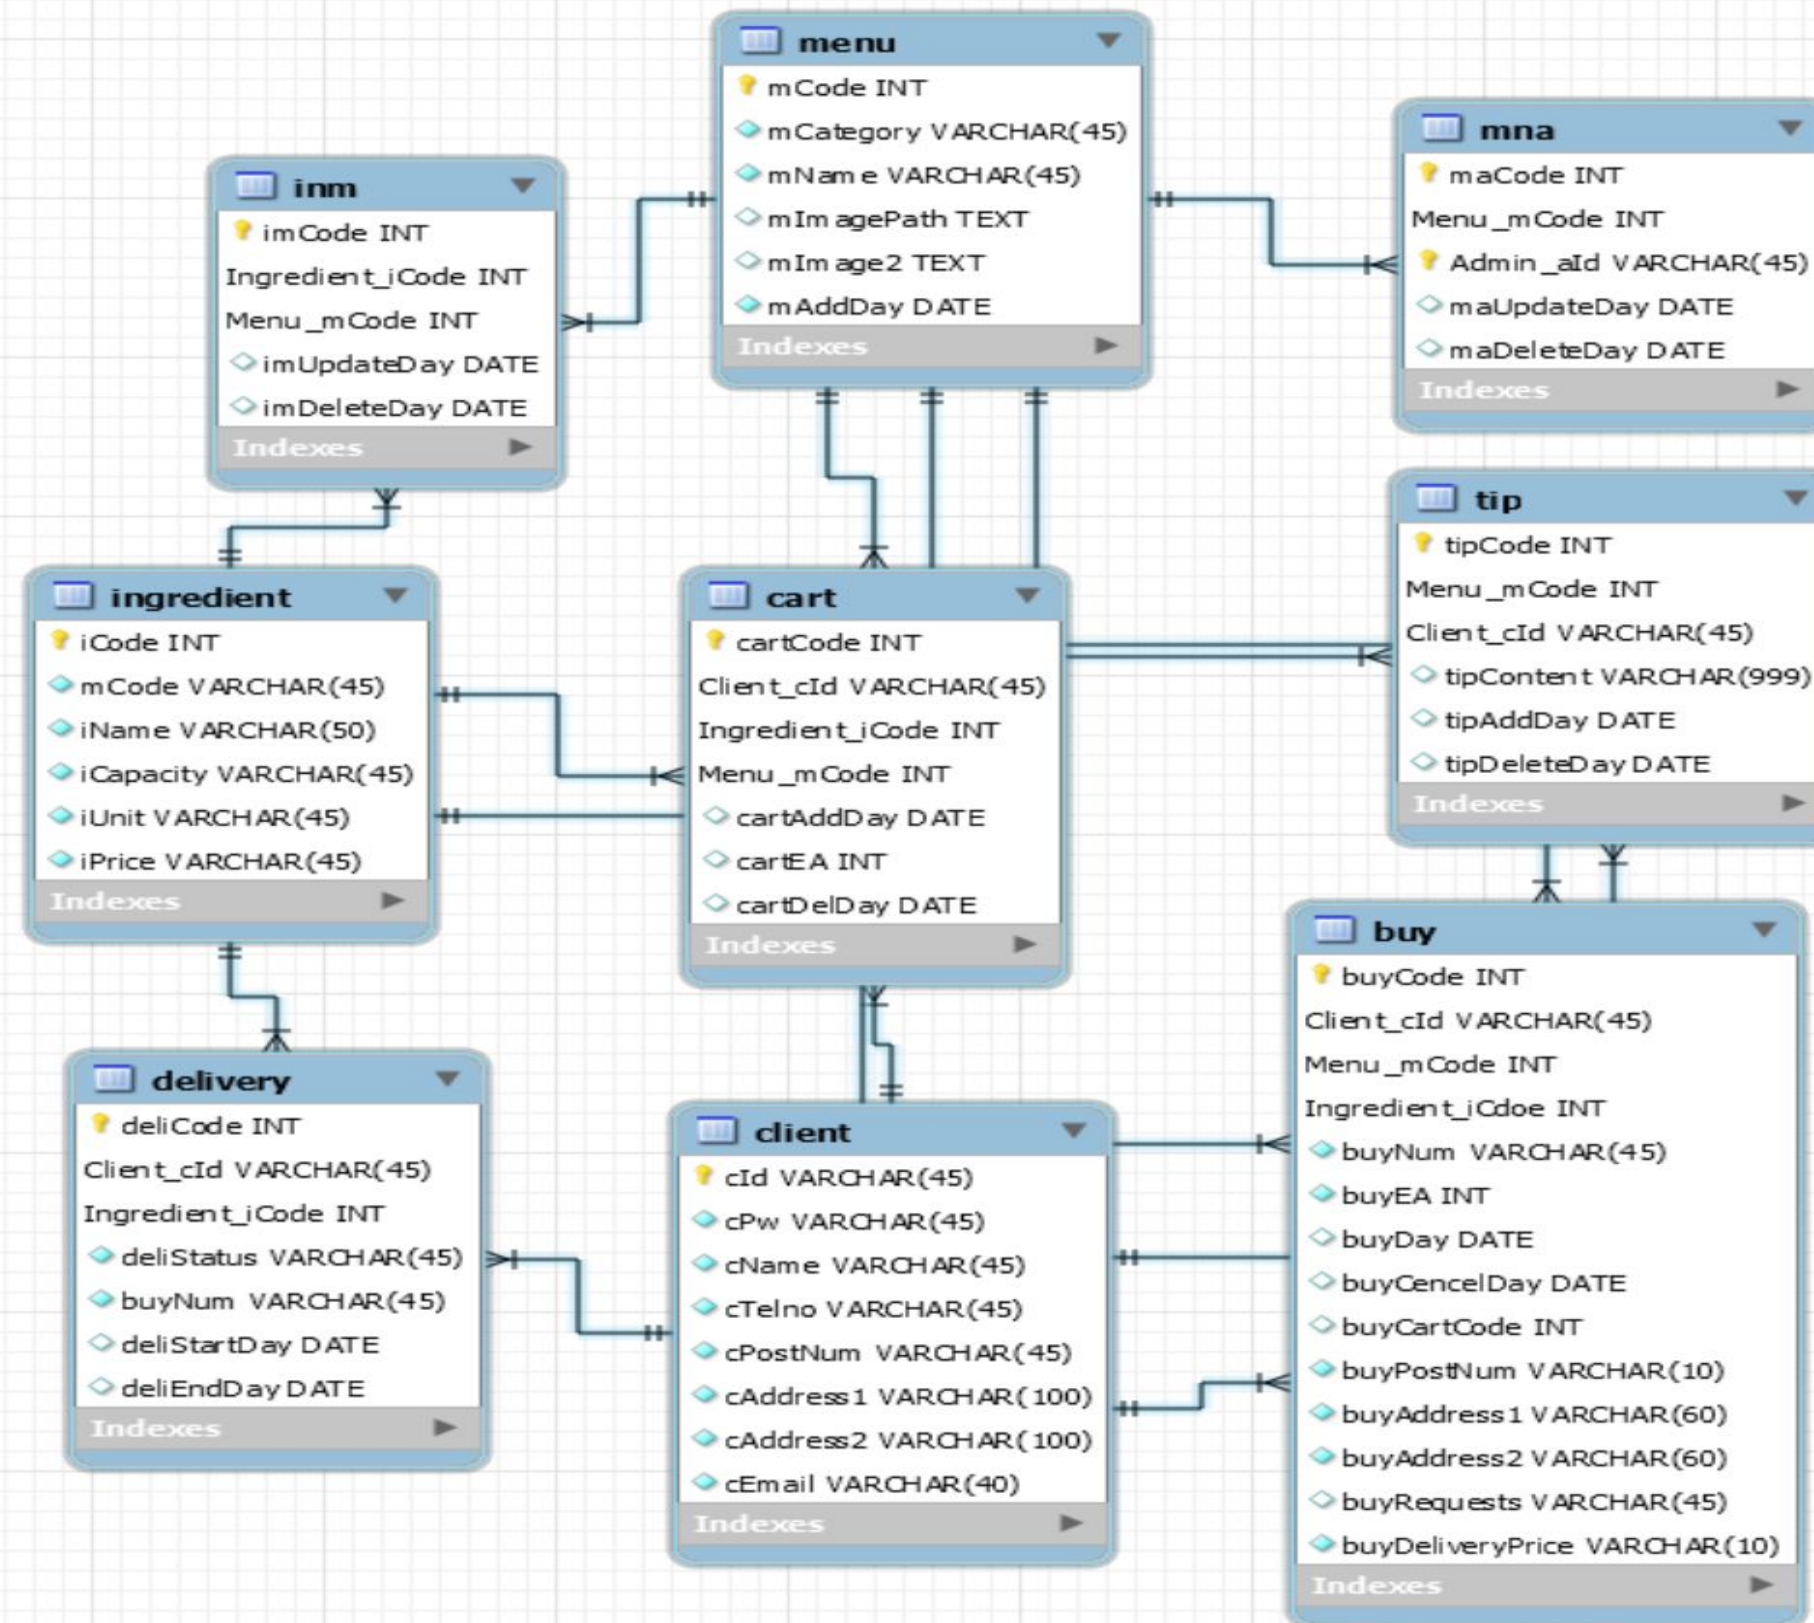 menu
mCode INT
mCategory VARCHAR(45)
mName VARCHAR(45)
mImagePath TEXT
mImage2 TEXT
mAddDay DATE
Indexes
mna
maCode INT
Menu_mCode INT
Admin_aId VARCHAR(45)
maUpdateDay DATE
maDeleteDay DATE
Indexes
inm
imCode INT
Ingredient_iCode INT
Menu_mCode INT
imUpdateDay DATE
imDeleteDay DATE
Indexes
tip
tipCode INT
Menu_mCode INT
Client_cId VARCHAR(45)
tipContent VARCHAR(999)
tipAddDay DATE
tipDeleteDay DATE
Indexes
ingredient
iCode INT
mCode VARCHAR(45)
iName VARCHAR(50)
iCapacity VARCHAR(45)
iUnit VARCHAR(45)
iPrice VARCHAR(45)
Indexes
cart
cartCode INT
Client_cId VARCHAR(45)
Ingredient_iCode INT
Menu_mCode INT
cartAddDay DATE
cartEA INT
cartDelDay DATE
Indexes
buy
buyCode INT
Client_cId VARCHAR(45)
Menu_mCode INT
Ingredient_iCdoe INT
buyNum VARCHAR(45)
buyEA INT
buyDay DATE
buyCencelDay DATE
buyCartCode INT
buyPostNum VARCHAR(10)
buyAddress1 VARCHAR(60)
buyAddress2 VARCHAR(60)
buyRequests VARCHAR(45)
buyDeliveryPrice VARCHAR(10)
Indexes
delivery
deliCode INT
Client_cId VARCHAR(45)
Ingredient_iCode INT
deliStatus VARCHAR(45)
buyNum VARCHAR(45)
deliStartDay DATE
deliEndDay DATE
Indexes
client
cId VARCHAR(45)
cPw VARCHAR(45)
cName VARCHAR(45)
cTelno VARCHAR(45)
cPostNum VARCHAR(45)
cAddress1 VARCHAR(100)
cAddress2 VARCHAR(100)
cEmail VARCHAR(40)
Indexes